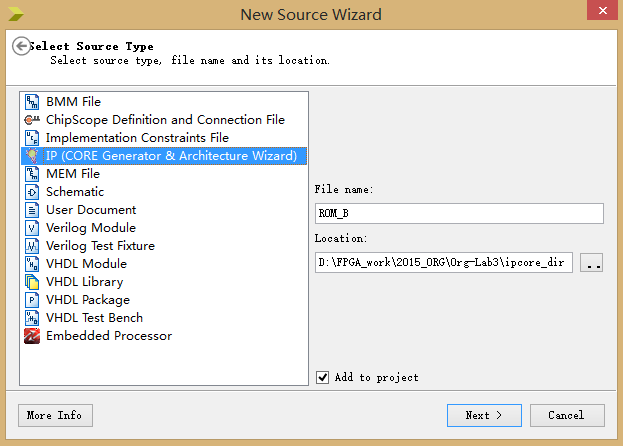 New Source Wizard
Select Source Type
Select source type, file name and its location.
BMM File
ChipScope Definition and Connection File
Implementation Constraints File
IP (CORE Generator & Architecture Wizard)
MEM File
Schematic
User Document
Verilog Module
Verilog Test Fixture
VHDL Module
VHDL Library
VHDL Package
VHDL Test Bench
Embedded Processor
File name:
ROM_B
Location:
D:\FPGA_work\2015_ORG\Org-Lab3\ipcore_dir
..
Add to project
More Info
Next >
Cancel